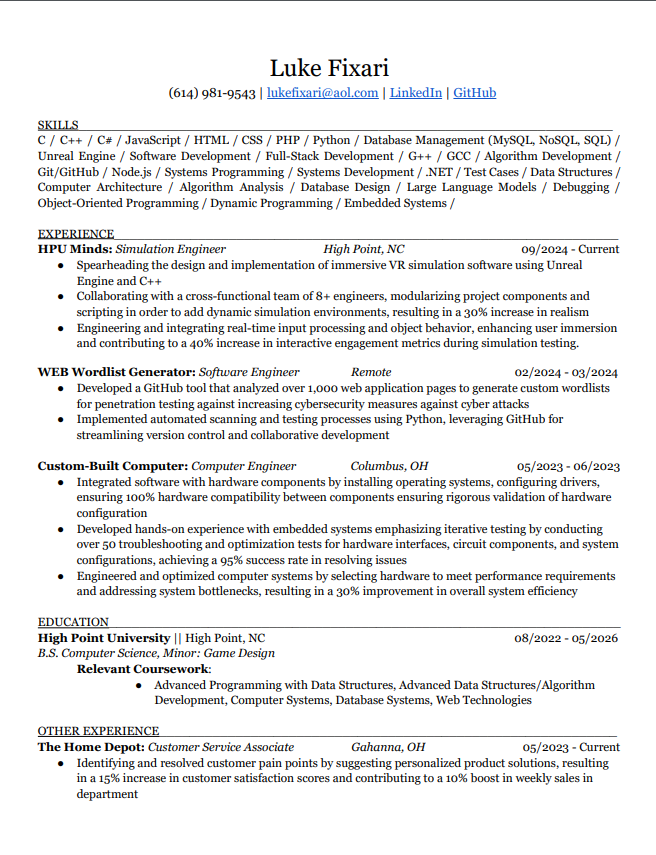 Luke Fixari
(614) 981-9543 | lukefixari@aol.com | LinkedIn | GitHub
SKILLS
C / C++ / C# / JavaScript / HTML / CSS / PHP / Python / Database Management (MySQL, NoSQL, SQL) /
Unreal Engine / Software Development / Full-Stack Development / G++ / GCC / Algorithm Development /
Git/GitHub / Node.js / Systems Programming / Systems Development / .NET / Test Cases / Data Structures /
Computer Architecture / Algorithm Analysis / Database Design / Large Language Models / Debugging /
Object-Oriented Programming / Dynamic Programming / Embedded Systems /
EXPERIENCE
HPU Minds: Simulation Engineer High Point, NC 09/2024 - Current
● Spearheading the design and implementation of immersive VR simulation software using Unreal
Engine and C++
● Collaborating with a cross-functional team of 8+ engineers, modularizing project components and
scripting in order to add dynamic simulation environments, resulting in a 30% increase in realism
● Engineering and integrating real-time input processing and object behavior, enhancing user immersion
and contributing to a 40% increase in interactive engagement metrics during simulation testing.
WEB Wordlist Generator: Software Engineer Remote 02/2024 - 03/2024
● Developed a GitHub tool that analyzed over 1,000 web application pages to generate custom wordlists
for penetration testing against increasing cybersecurity measures against cyber attacks
● Implemented automated scanning and testing processes using Python, leveraging GitHub for
streamlining version control and collaborative development
Custom-Built Computer: Computer Engineer Columbus, OH 05/2023 - 06/2023
● Integrated software with hardware components by installing operating systems, configuring drivers,
ensuring 100% hardware compatibility between components ensuring rigorous validation of hardware
configuration
● Developed hands-on experience with embedded systems emphasizing iterative testing by conducting
over 50 troubleshooting and optimization tests for hardware interfaces, circuit components, and system
configurations, achieving a 95% success rate in resolving issues
● Engineered and optimized computer systems by selecting hardware to meet performance requirements
and addressing system bottlenecks, resulting in a 30% improvement in overall system efficiency
EDUCATION
High Point University || High Point, NC 08/2022 - 05/2026
B.S. Computer Science, Minor: Game Design
Relevant Coursework:
● Advanced Programming with Data Structures, Advanced Data Structures/Algorithm
Development, Computer Systems, Database Systems, Web Technologies
OTHER EXPERIENCE
The Home Depot: Customer Service Associate Gahanna, OH 05/2023 - Current
● Identifying and resolved customer pain points by suggesting personalized product solutions, resulting
in a 15% increase in customer satisfaction scores and contributing to a 10% boost in weekly sales in
department